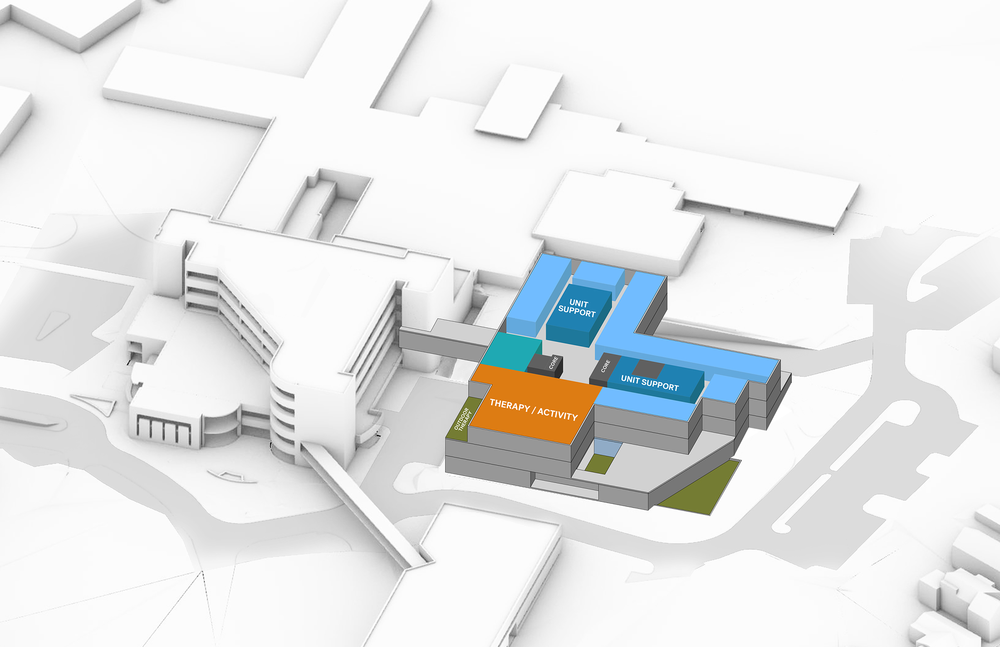 UNIT
SUPPORT
CORE
CORE
UNIT SUPPORT
THERAPY / ACTIVITY
OUTDOOR
THERAPY